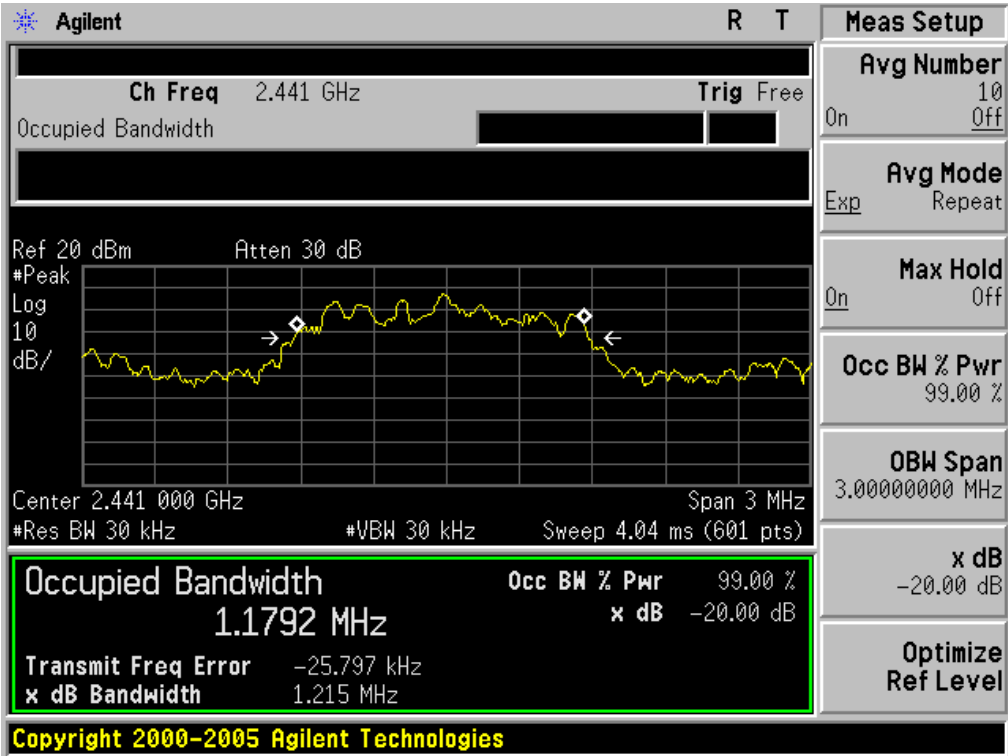 Agilent R T
Meas Setup
Ch Freq 2.441 GHz Trig Free
Occupied Bandwidth
Ref 20 dBm Atten 30 dB
#Peak
Log
10
dB/
Center 2.441 000 GHz Span 3 MHz
#Res BW 30 kHz #VBW 30 kHz Sweep 4.04 ms (601 pts)
Occupied Bandwidth
1.1792 MHz
Occ BW % Pwr 99.00 %
x dB -20.00 dB
Transmit Freq Error -25.797 kHz
x dB Bandwidth 1.215 MHz
Avg Number
10
On Off
Avg Mode
Exp Repeat
Max Hold
On Off
Occ BW % Pwr
99.00 %
OBW Span
3.00000000 MHz
x dB
-20.00 dB
Optimize
Ref Level
Copyright 2000-2005 Agilent Technologies